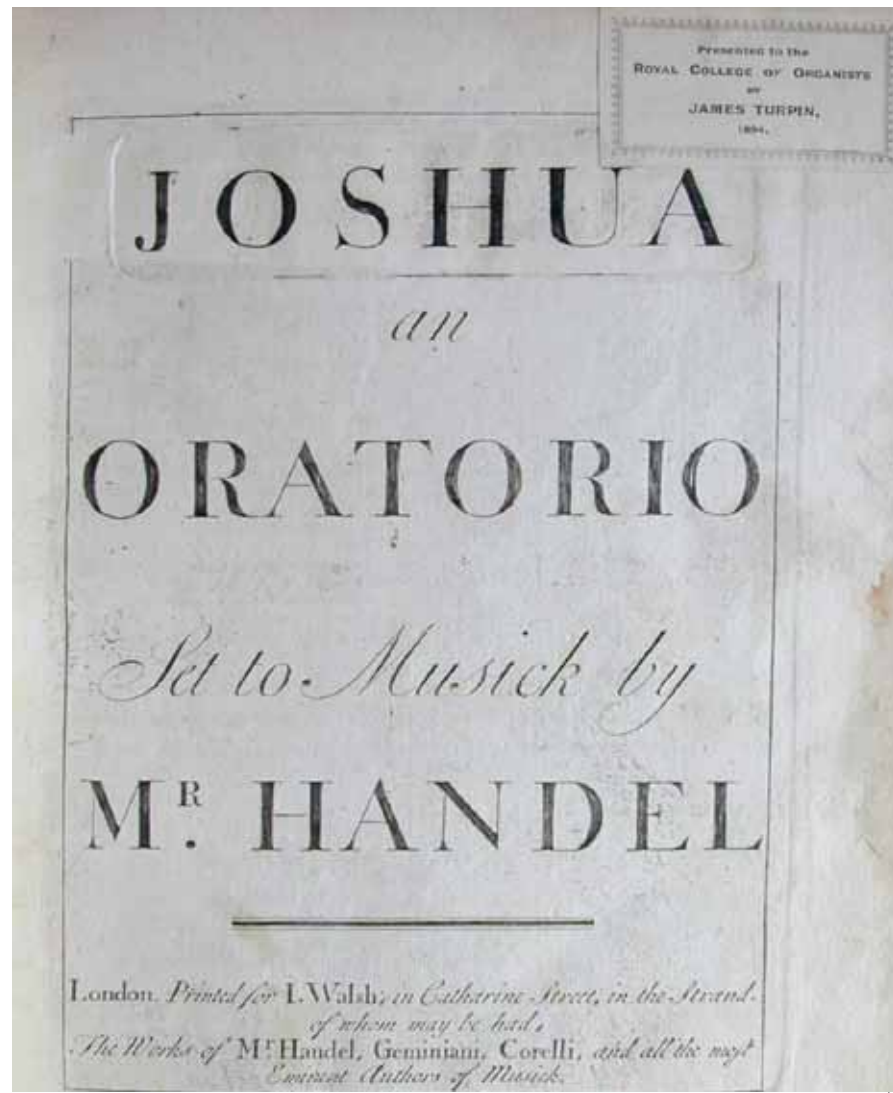 Presented to the
ROYAL COLLEGE OF ORGANISTS
BY
JAMES TURPIN,
1894.
JOSHUA
an
ORATORIO
Set to Musick by
MR. HANDEL
London. Printed for I. Walsh, in Catharine Street, in the Strand.
of whom may be had,
The Works of Mr Handel, Geminiani, Corelli, and all the most
Eminent Authors of Musick.